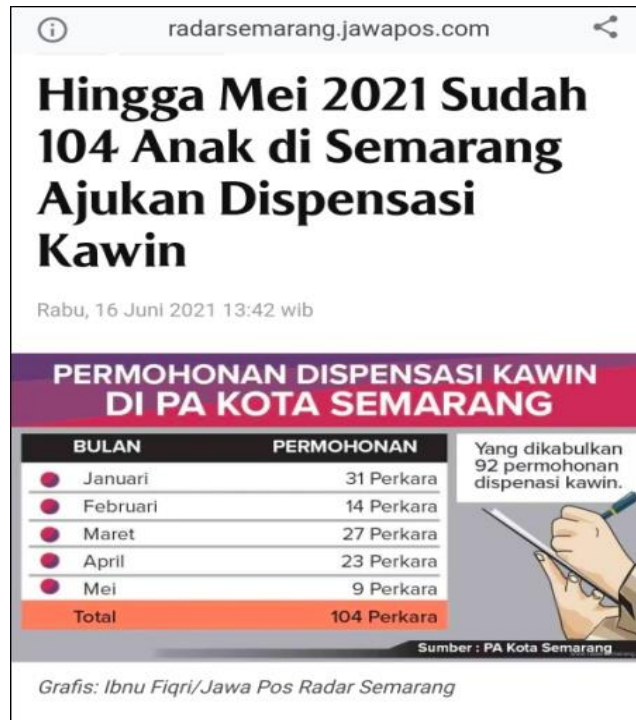 radarsemarang.jawapos.com
Hingga Mei 2021 Sudah
104 Anak di Semarang
Ajukan Dispensasi
Kawin
Rabu, 16 Juni 2021 13:42 wib
PERMOHONAN DISPENSASI KAWIN
DI PA KOTA SEMARANG
BULAN PERMOHONAN
Januari 31 Perkara
Februari 14 Perkara
Maret 27 Perkara
April 23 Perkara
Mei 9 Perkara
Total 104 Perkara
Yang dikabulkan
92 permohonan
dispenasi kawin.
Sumber : PA Kota Semarang
Grafis: Ibnu Fiqri/Jawa Pos Radar Semarang